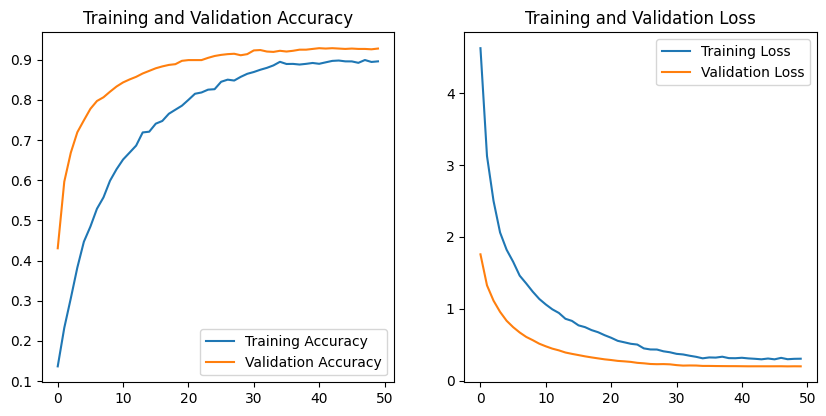 Training and Validation Accuracy
0.9
0.8
0.7
0.6
0.5
0.4
0.3
0.2
0.1
0 10 20 30 40 50
Training Accuracy
Validation Accuracy
Training and Validation Loss
4
3
2
1
0
0 10 20 30 40 50
Training Loss
Validation Loss